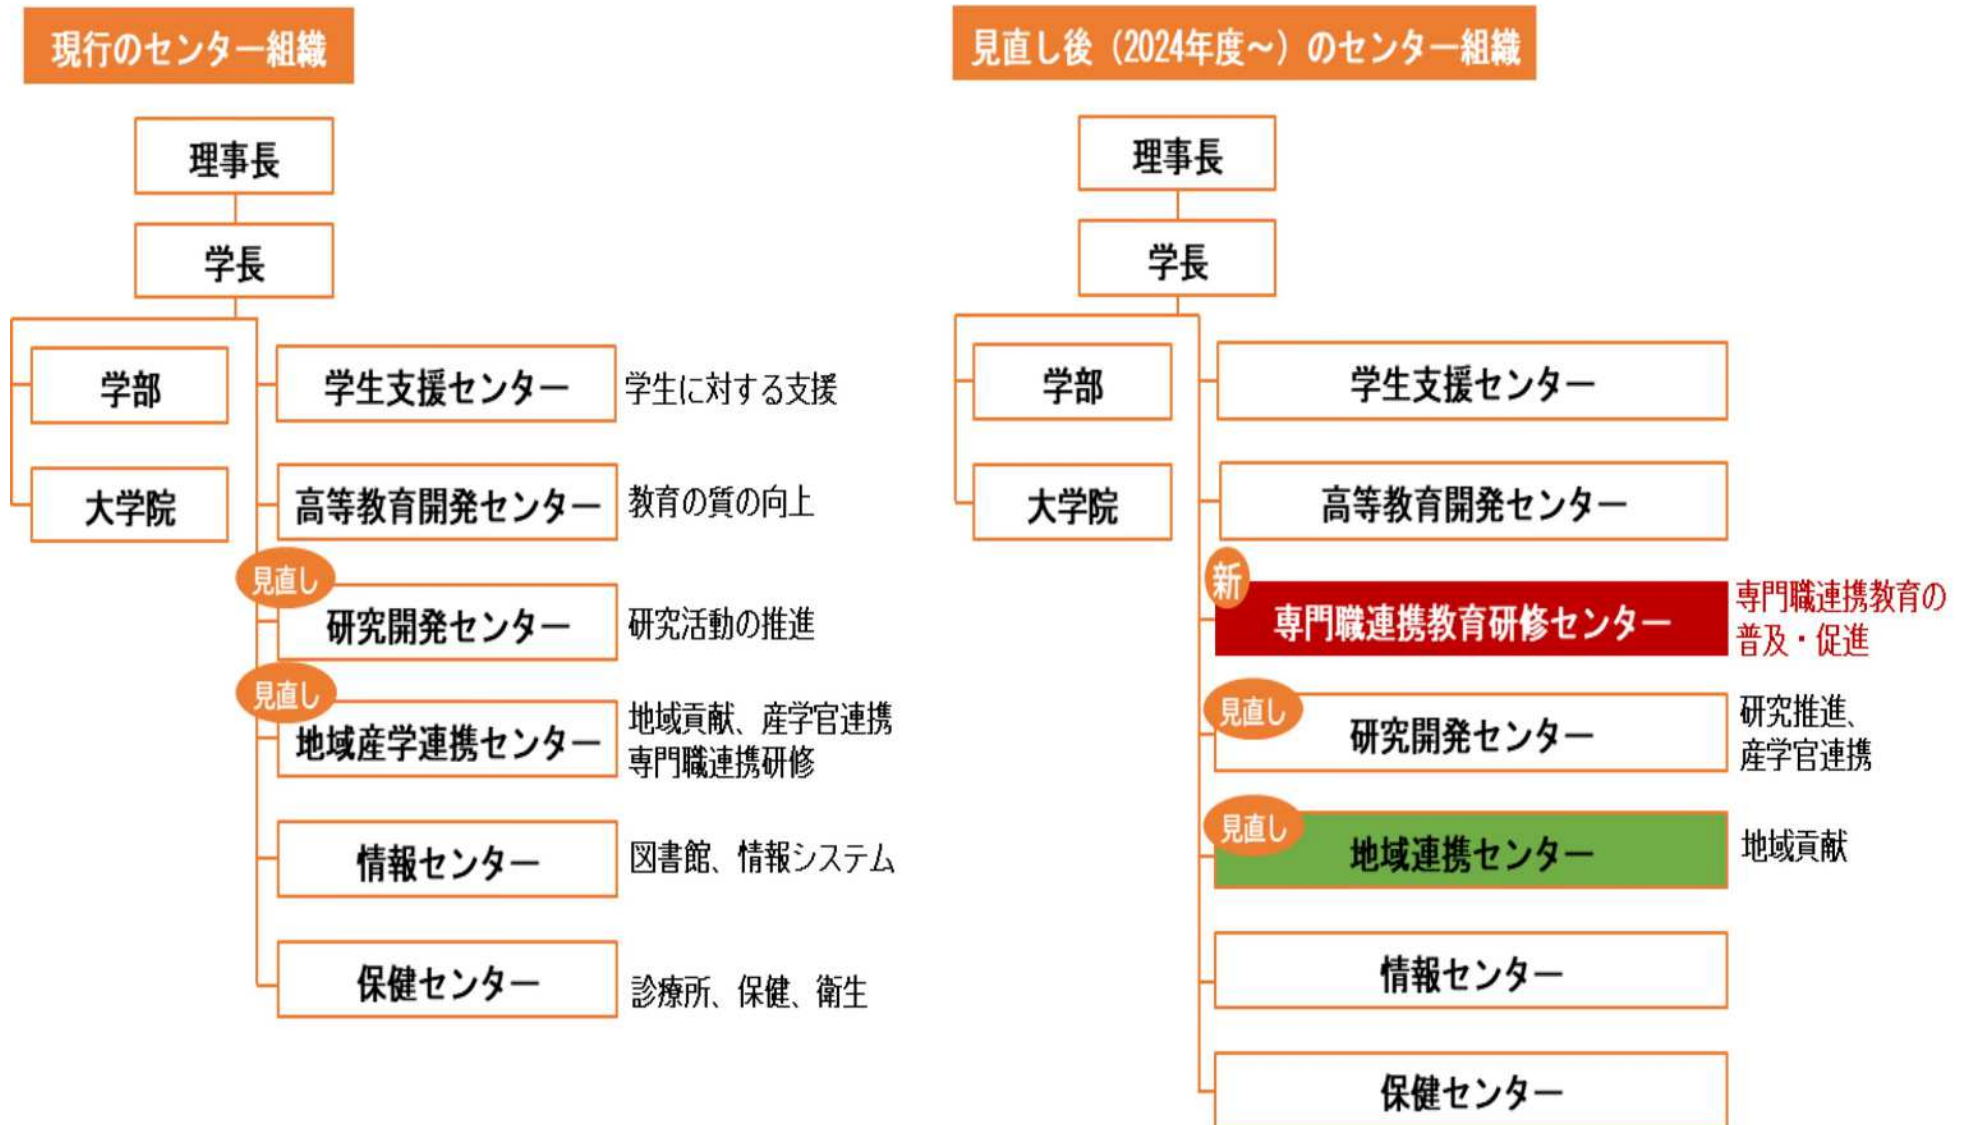 現行のセンター組織
理事長
学長
学部
大学院
学生支援センター
学生に対する支援
高等教育開発センター
教育の質の向上
見直し
研究開発センター
研究活動の推進
見直し
地域産学連携センター
地域貢献、産学官連携
専門職連携研修
情報センター
図書館、情報システム
保健センター
診療所、保健、衛生
見直し後（2024年度～）のセンター組織
理事長
学長
学部
大学院
学生支援センター
高等教育開発センター
新
専門職連携教育研修センター
専門職連携教育の
普及・促進
見直し
研究開発センター
研究推進、
産学官連携
見直し
地域連携センター
地域貢献
情報センター
保健センター